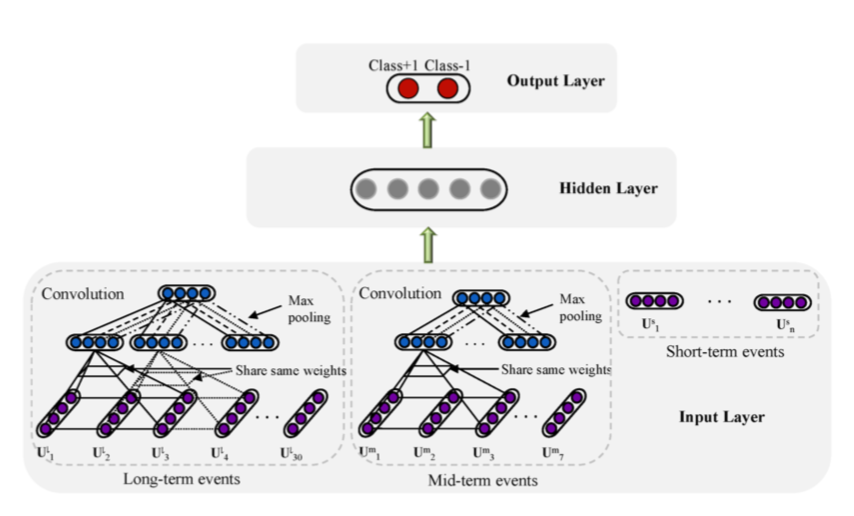 Class+1 Class-1
Output Layer
Hidden Layer
Convolution
Max
pooling
Share same weights
U^l_1 U^l_2 U^l_3 U^l_4 ... U^l_30
Long-term events
Convolution
Max
pooling
Share same weights
U^m_1 U^m_2 U^m_3 ... U^m_7
Mid-term events
U^s_1 ... U^s_n
Short-term events
Input Layer